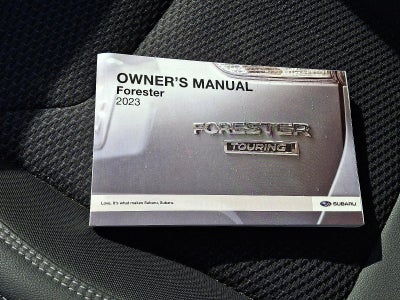 OWNER'S MANUAL
Forester
2023
FORESTER
TOURING
Love. It's what makes Subaru, Subaru.
SUBARU